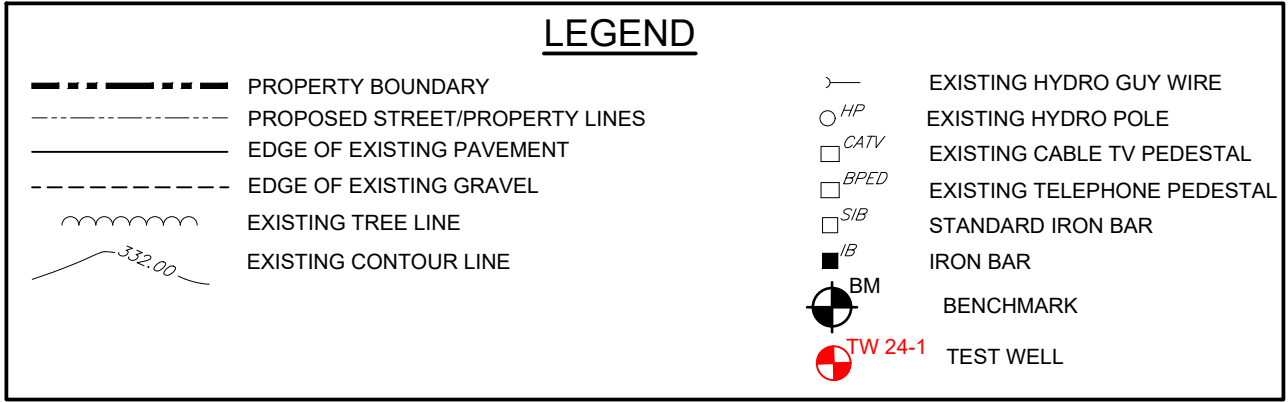 LEGEND
PROPERTY BOUNDARY
PROPOSED STREET/PROPERTY LINES
EDGE OF EXISTING PAVEMENT
EDGE OF EXISTING GRAVEL
EXISTING TREE LINE
332.00 EXISTING CONTOUR LINE
EXISTING HYDRO GUY WIRE
HP EXISTING HYDRO POLE
CATV EXISTING CABLE TV PEDESTAL
BPED EXISTING TELEPHONE PEDESTAL
SIB STANDARD IRON BAR
IB IRON BAR
BM BENCHMARK
TW 24-1 TEST WELL